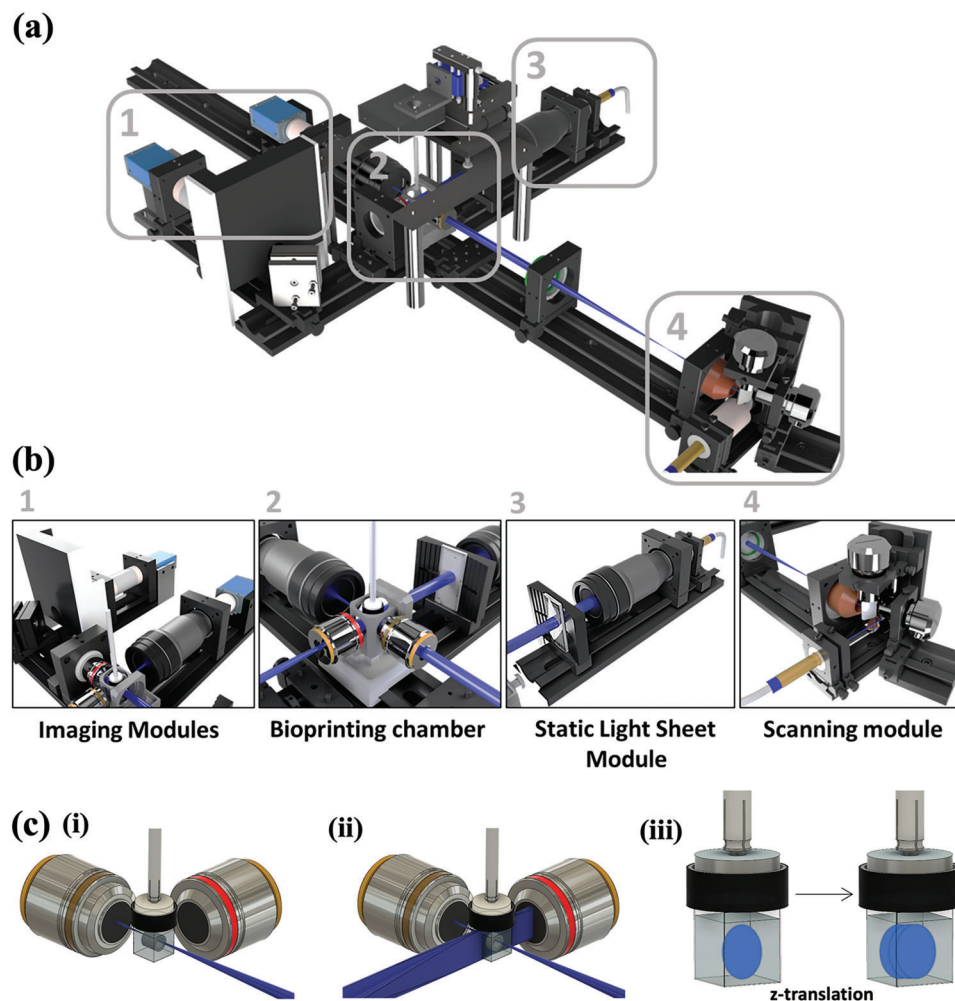 (a)
1
2
3
4
(b)
1
2
3
4
Imaging Modules
Bioprinting chamber
Static Light Sheet
Module
Scanning module
(c) (i)
(ii)
(iii)
z-translation